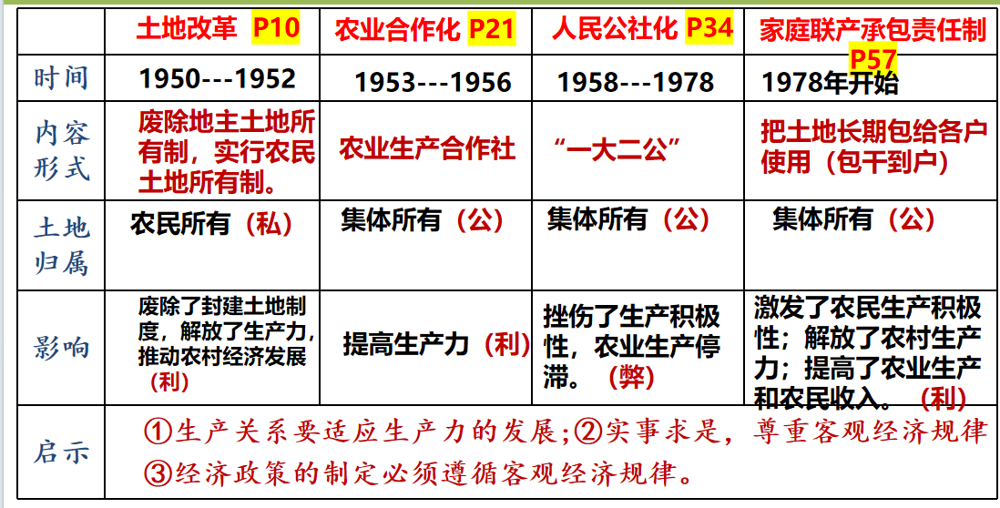 土地改革 P10
农业合作化 P21
人民公社化 P34
家庭联产承包责任制
P57
时间
1950---1952
1953---1956
1958---1978
1978年开始
内容
形式
废除地主土地所
有制，实行农民
土地所有制。
农业生产合作社
“一大二公”
把土地长期包给各户
使用（包干到户）
土地
归属
农民所有（私）
集体所有（公）
集体所有（公）
集体所有（公）
影响
废除了封建土地制
度，解放了生产力，
推动农村经济发展
（利）
提高生产力（利）
挫伤了生产积极
性，农业生产停
滞。（弊）
激发了农民生产积极
性；解放了农村生产
力；提高了农业生产
和农民收入。（利）
启示
①生产关系要适应生产力的发展;②实事求是，尊重客观经济规律
③经济政策的制定必须遵循客观经济规律。